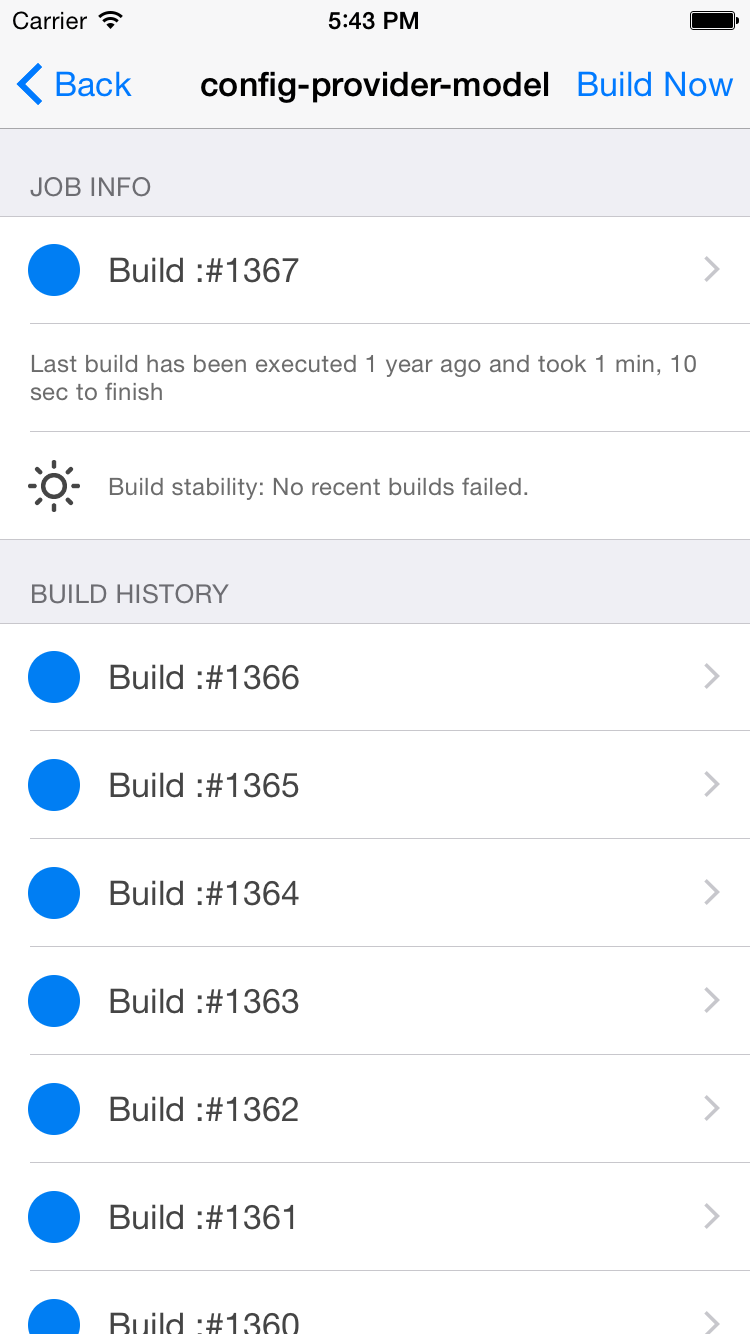 Carrier 5:43 PM
Back config-provider-model Build Now
JOB INFO
Build :#1367
Last build has been executed 1 year ago and took 1 min, 10
sec to finish
Build stability: No recent builds failed.
BUILD HISTORY
Build :#1366
Build :#1365
Build :#1364
Build :#1363
Build :#1362
Build :#1361
Build :#1360